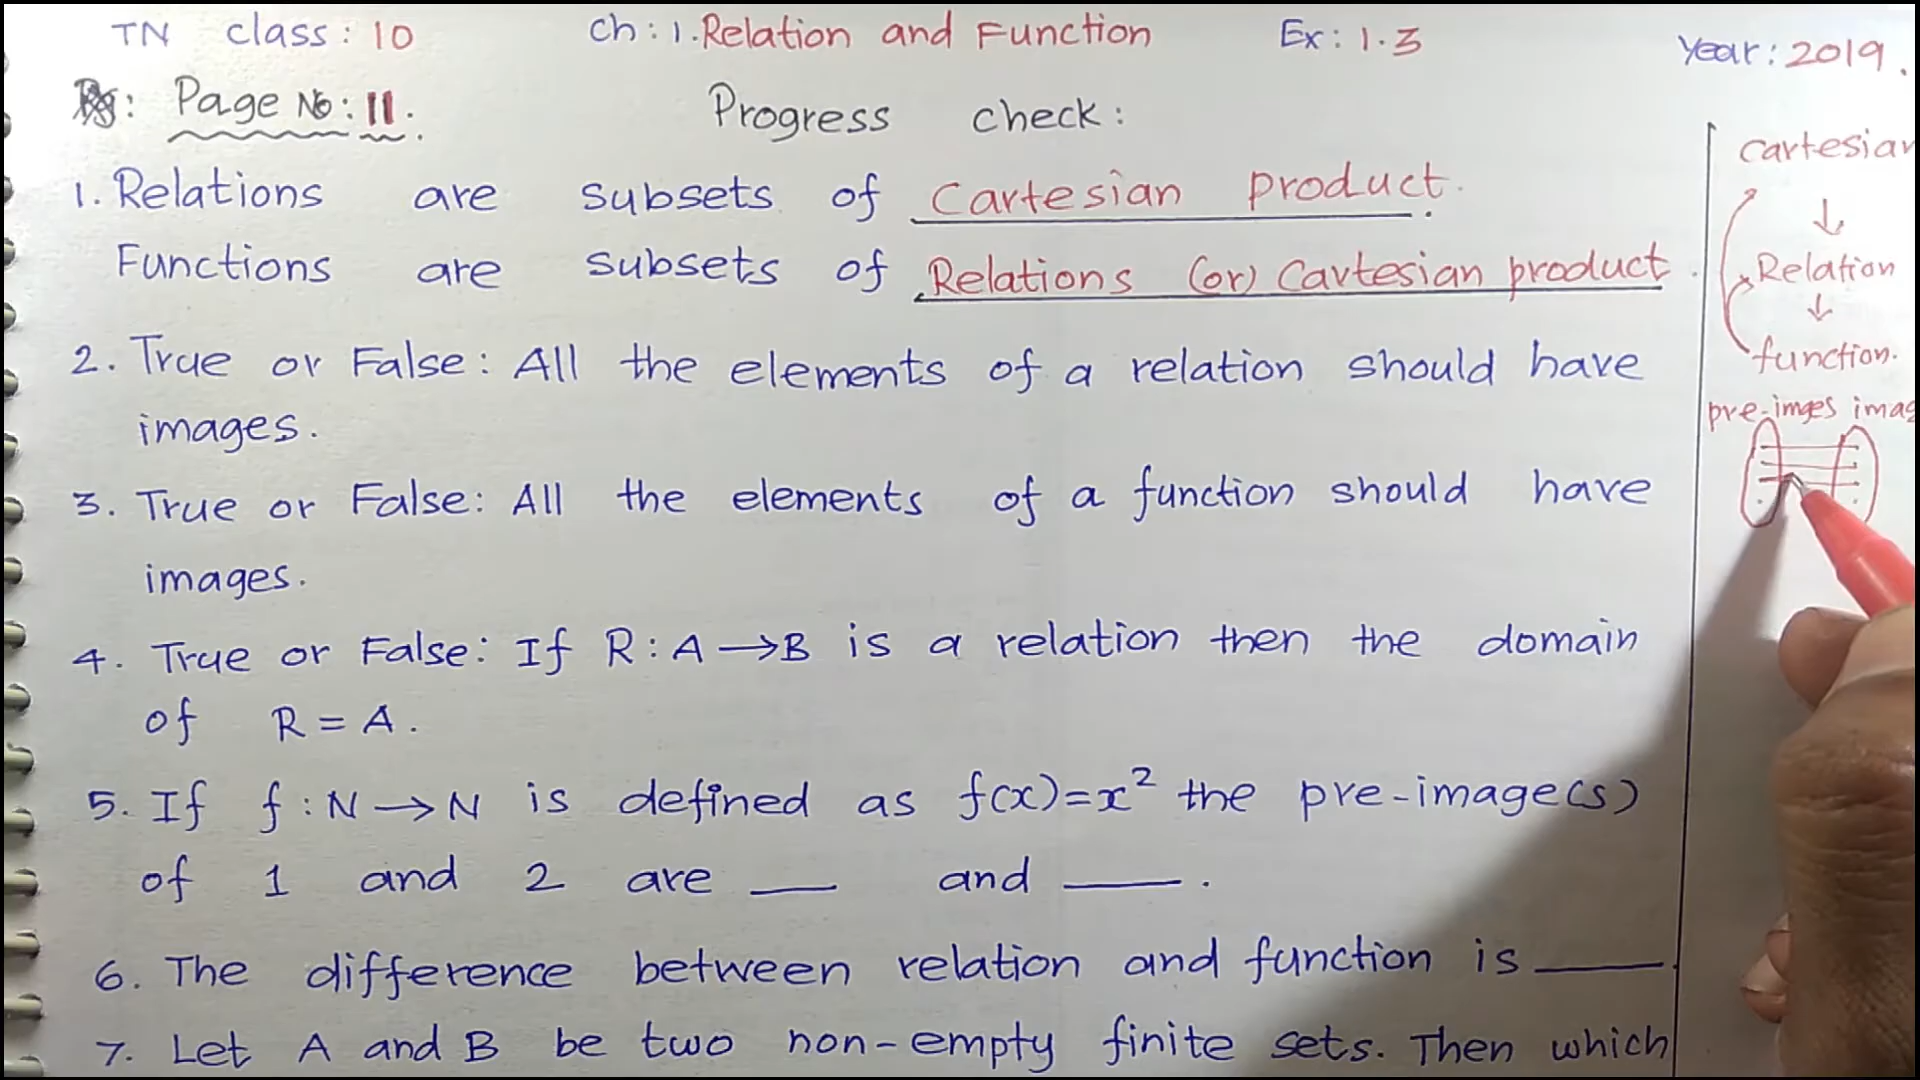 TN class: 10 Ch: 1. Relation and Function Ex: 1.3 Year: 2019.
: Page No: 11. Progress check:
1. Relations are subsets of Cartesian product.
Functions are subsets of Relations (or) Cartesian product.
2. True or False: All the elements of a relation should have
images.
3. True or False: All the elements of a function should have
images.
4. True or False: If R : A → B is a relation then the domain
of R = A.
5. If f : N → N is defined as f(x) = x² the pre-image(s)
of 1 and 2 are ___ and ___.
6. The difference between relation and function is ___.
7. Let A and B be two non-empty finite sets. Then which
↓
Relation
↓
function.
pre-imges